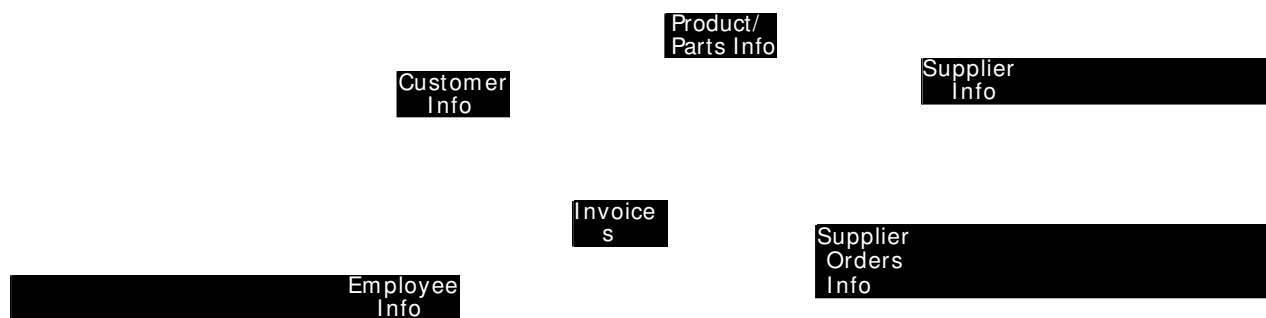 Product/
Parts Info
Supplier
Info
Customer
Info
Invoice
s
Supplier
Orders
Info
Employee
Info